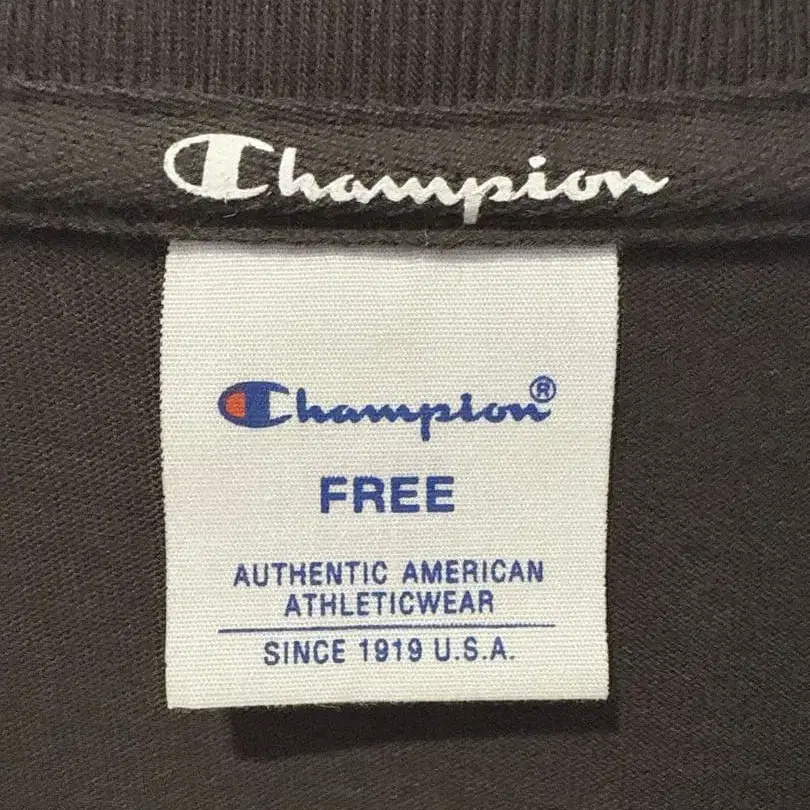 Champion
Champion®
FREE
AUTHENTIC AMERICAN
ATHLETICWEAR
SINCE 1919 U.S.A.